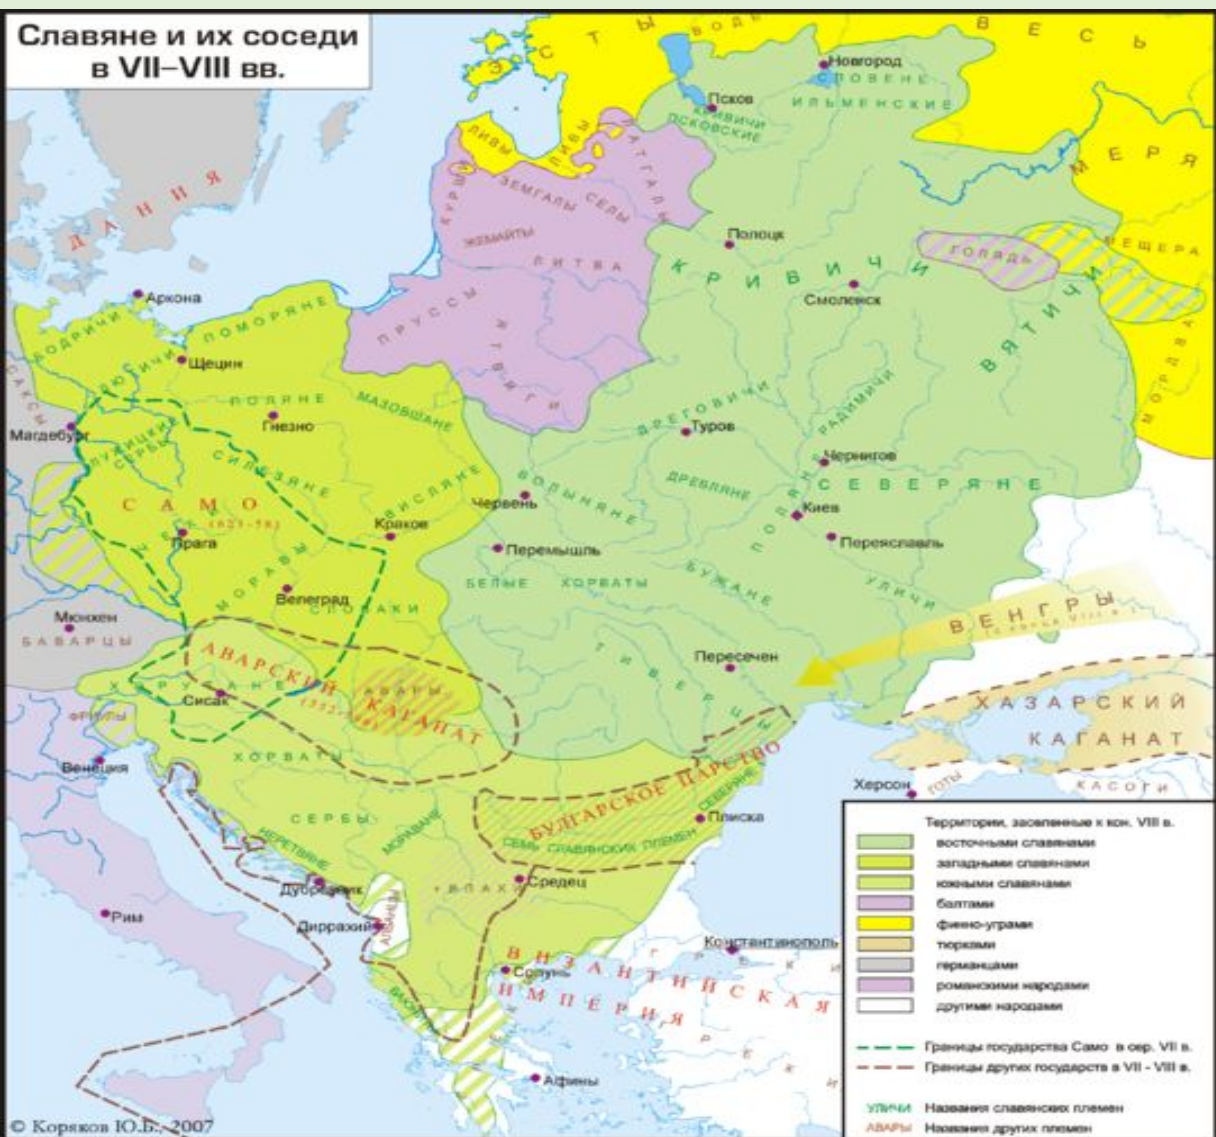 Славяне и их соседи
в VII–VIII вв.
ЭСТЫ
ВОДЬ
ВЕСЬ
Новгород
СЛОВЕНЕ
ИЛЬМЕНСКИЕ
Псков
КРИВИЧИ
ПСКОВСКИЕ
ЛИВЫ
ЛИВЫ
ЛАТГАЛЫ
МЕРЯ
КУРШИ
ЗЕМГАЛЫ
СЕЛЫ
ДАНИЯ
ЖЕМАЙТЫ
ЛИТВА
Полоцк
ГОЛЯДЬ
МЕЩЕРА
КРИВИЧИ
Смоленск
ВЯТИЧИ
МОРДВА
Аркона
БОДРИЧИ
ПОМОРЯНЕ
ПРУССЫ
ЯТВЯГИ
ЛЮТИЧИ
Щецин
САКСЫ
ПОЛЯНЕ
Гнезно
МАЗОВШАНЕ
ДРЕГОВИЧИ
Туров
РАДИМИЧИ
Магдебург
ЛУЖИЦКИЕ
СЕРБЫ
СИЛЕЗЯНЕ
ВИСЛЯНЕ
Чернигов
СЕВЕРЯНЕ
ДРЕВЛЯНЕ
ПОЛЯНЕ
Киев
Червень
ВОЛЫНЯНЕ
САМО
Прага
Краков
Перемышль
Переяславль
МОРАВЫ
Велеград
СЛОВАКИ
БЕЛЫЕ ХОРВАТЫ
БУЖАНЕ
УЛИЧИ
ВЕНГРЫ
Мюнхен
БАВАРЦЫ
АВАРСКИЙ
КАГАНАТ
АВАРЫ
ТИВЕРЦЫ
Пересечен
Сисак
ХАЗАРСКИЙ
КАГАНАТ
ФРИУЛЫ
Венеция
ХОРВАТЫ
Херсон
ГОТЫ
КАСОГИ
БУЛГАРСКОЕ ЦАРСТВО
СЕВЕРЯНЕ
СЕРБЫ
МОРАВАНЕ
НЕРЕТВЯНЕ
СЕМЬ СЛАВЯНСКИХ ПЛЕМЕН
Плиска
Дубровник
ВЛАХИ
Средец
Рим
Диррахий
АЛБАНЦЫ
Константинополь
ВИЗАНТИЙСКАЯ
ИМПЕРИЯ
ГРЕКИ
Солунь
Афины
Территории, заселенные к кон. VIII в.
восточными славянами
западными славянами
южными славянами
балтами
финно-уграми
тюрками
германцами
романскими народами
другими народами
Границы государства Само в сер. VII в.
Границы других государств в VII - VIII в.
УЛИЧИ Названия славянских племен
АВАРЫ Названия других племен
© Коряков Ю.Б., 2007